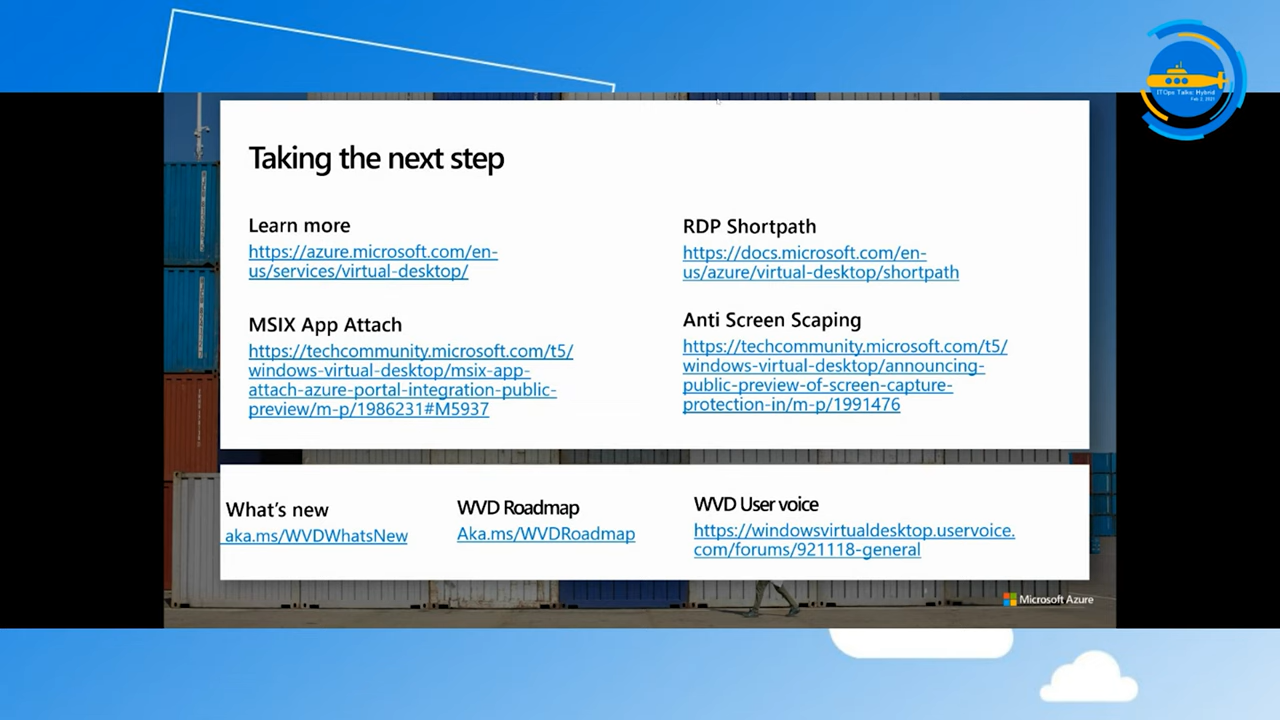 ITOps Talks: Hybrid
Feb 2, 2021
Taking the next step
Learn more
https://azure.microsoft.com/en-
us/services/virtual-desktop/
RDP Shortpath
https://docs.microsoft.com/en-
us/azure/virtual-desktop/shortpath
MSIX App Attach
https://techcommunity.microsoft.com/t5/
windows-virtual-desktop/msix-app-
attach-azure-portal-integration-public-
preview/m-p/1986231#M5937
Anti Screen Scaping
https://techcommunity.microsoft.com/t5/
windows-virtual-desktop/announcing-
public-preview-of-screen-capture-
protection-in/m-p/1991476
What's new
aka.ms/WVDWhatsNew
WVD Roadmap
Aka.ms/WVDRoadmap
WVD User voice
https://windowsvirtualdesktop.uservoice.
com/forums/921118-general
Microsoft Azure